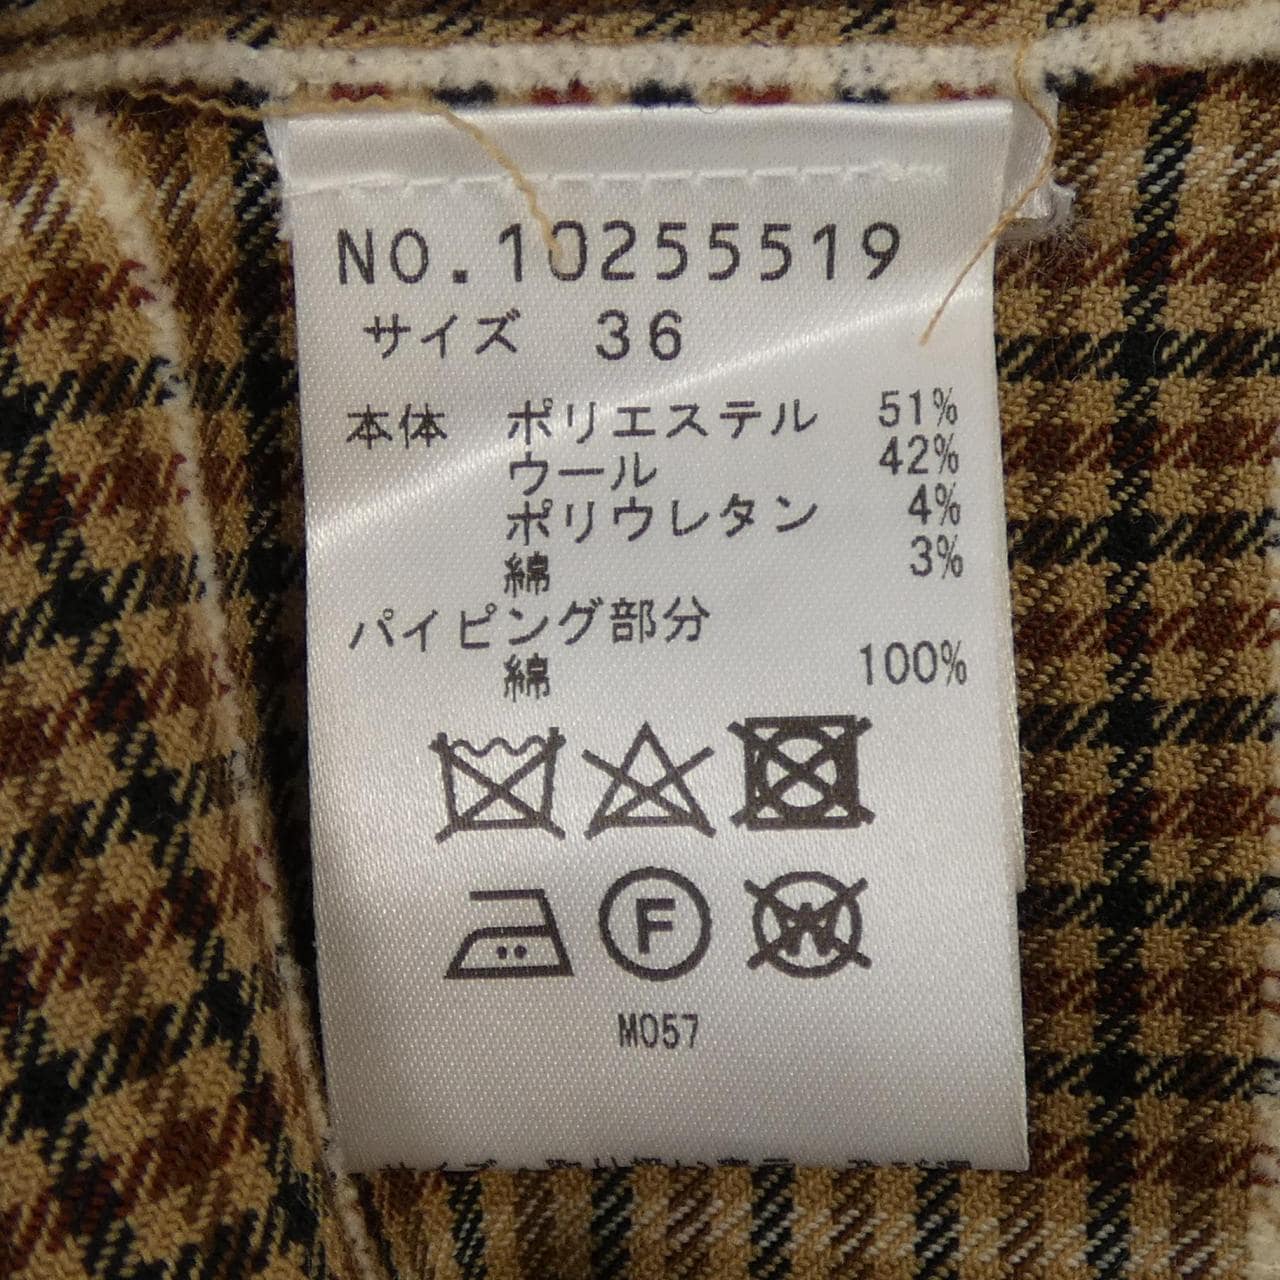 NO.10255519
サイズ 36
本体 ポリエステル 51%
ウール 42%
ポリウレタン 4%
綿 3%
パイピング部分
綿 100%
F
W
M057